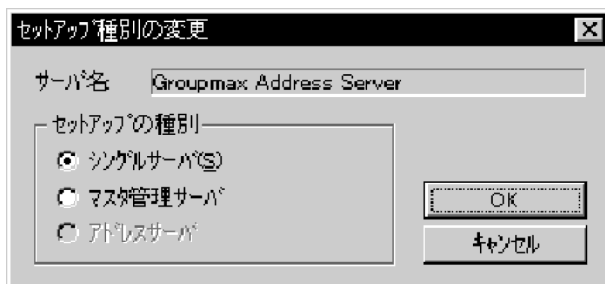 セットアップ種別の変更
サーバ名: Groupmax Address Server
セットアップの種別
シングルサーバ(S)
マスタ管理サーバ
アドレスサーバ
OK
キャンセル